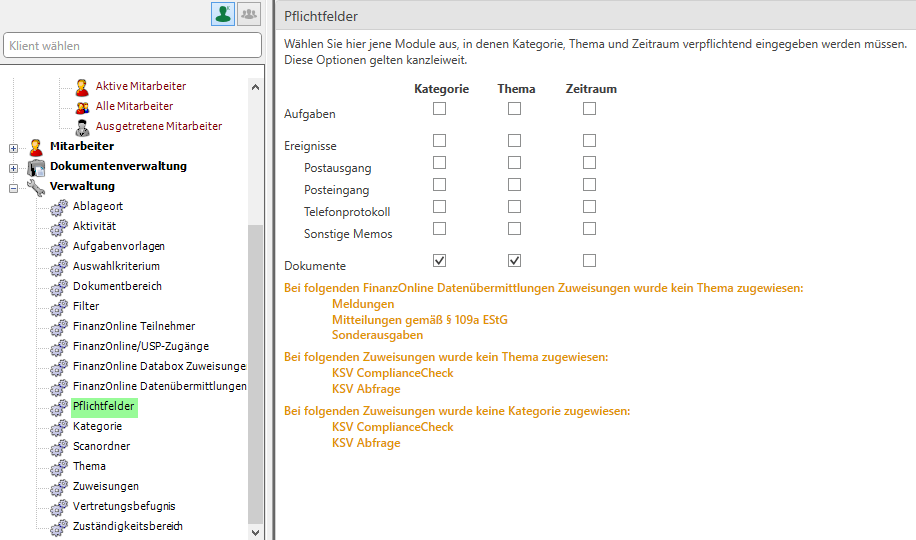 Klient wählen
Aktive Mitarbeiter
Alle Mitarbeiter
Ausgetretene Mitarbeiter
Mitarbeiter
Dokumentenverwaltung
Verwaltung
Ablageort
Aktivität
Aufgabenvorlagen
Auswahlkriterium
Dokumentbereich
Filter
FinanzOnline Teilnehmer
FinanzOnline/USP-Zugänge
FinanzOnline Databox Zuweisunge
FinanzOnline Datenübermittlungen
Pflichtfelder
Kategorie
Scanordner
Thema
Zuweisungen
Vertretungsbefugnis
Zuständigkeitsbereich
Pflichtfelder
Wählen Sie hier jene Module aus, in denen Kategorie, Thema und Zeitraum verpflichtend eingegeben werden müssen.
Diese Optionen gelten kanzleiweit.
Kategorie Thema Zeitraum
Aufgaben
Ereignisse
Postausgang
Posteingang
Telefonprotokoll
Sonstige Memos
Dokumente
Bei folgenden FinanzOnline Datenübermittlungen Zuweisungen wurde kein Thema zugewiesen:
Meldungen
Mitteilungen gemäß § 109a EStG
Sonderausgaben
Bei folgenden Zuweisungen wurde kein Thema zugewiesen:
KSV ComplianceCheck
KSV Abfrage
Bei folgenden Zuweisungen wurde keine Kategorie zugewiesen:
KSV ComplianceCheck
KSV Abfrage